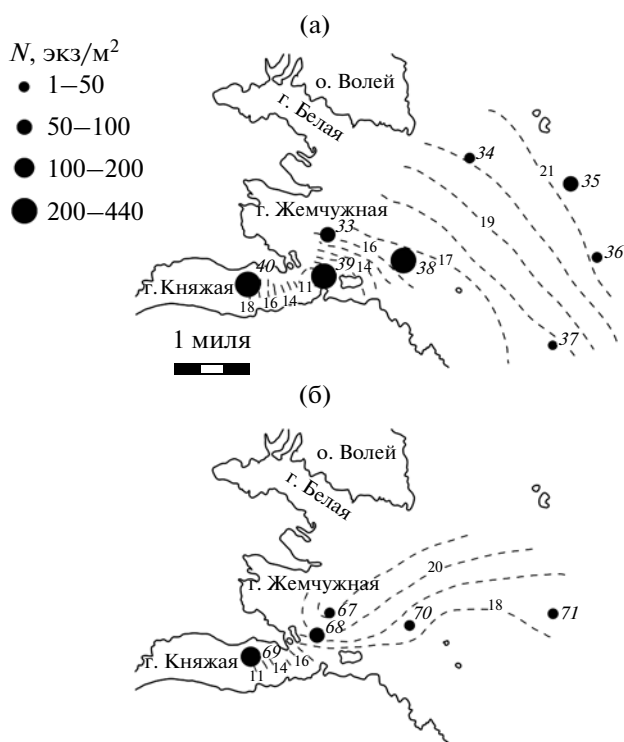 (а)
N, экз/м²
1–50
50–100
100–200
200–440
о. Волей
г. Белая
34
21
35
г. Жемчужная
19
33
16
36
40
39
14
38
17
г. Княжая
11
18
16
14
37
1 миля
(б)
о. Волей
г. Белая
20
г. Жемчужная
18
67
70
71
68
69
16
г. Княжая
14
11